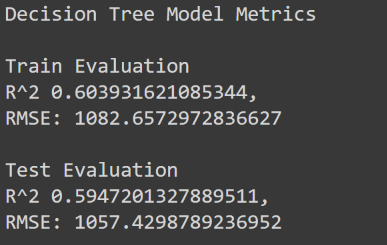 Decision Tree Model Metrics
Train Evaluation
R^2 0.603931621085344,
RMSE: 1082.6572972836627
Test Evaluation
R^2 0.5947201327889511,
RMSE: 1057.4298789236952